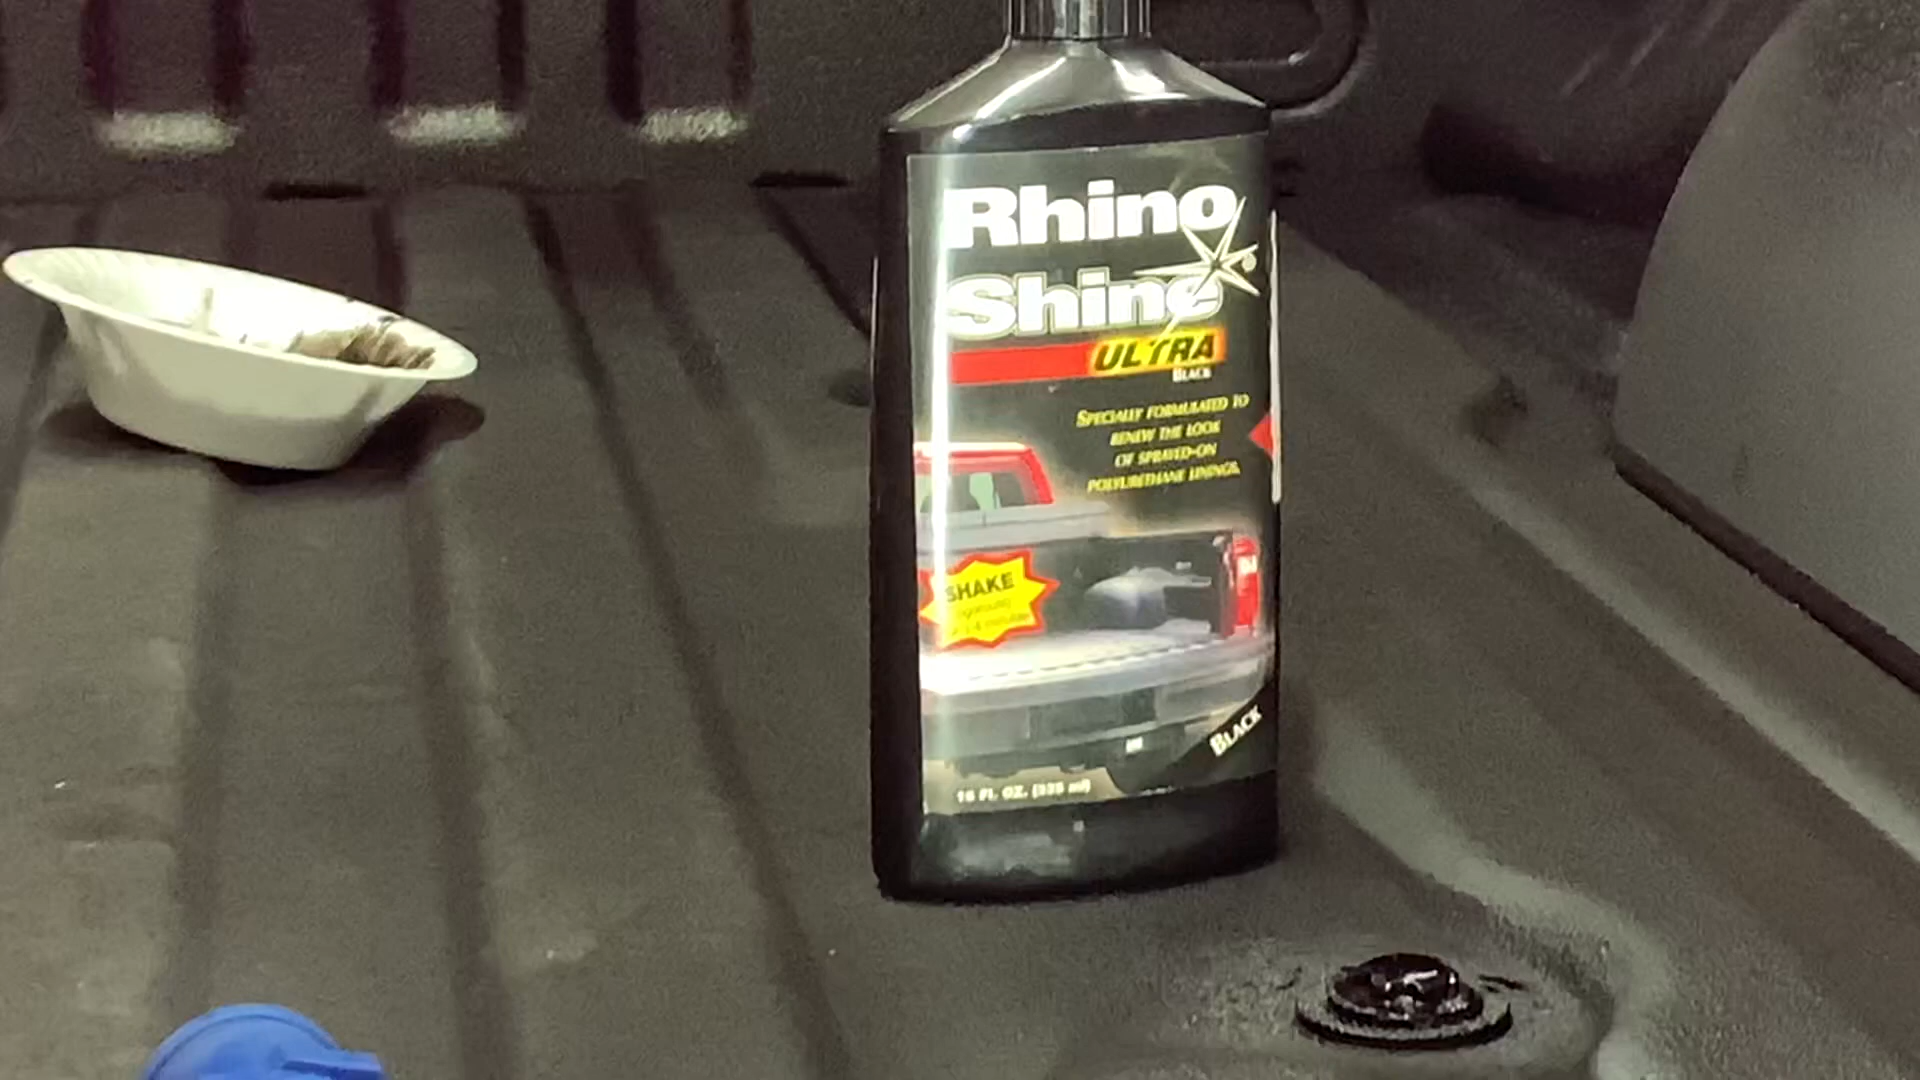 Rhino
Shine®
ULTRA
BLACK
SPECIALLY FORMULATED TO
RENEW THE LOOK
OF SPRAYED-ON
POLYURETHANE LININGS.
SHAKE
BLACK
16 FL. OZ.